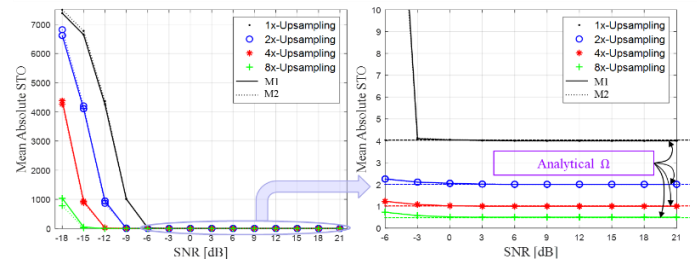 7000
6000
5000
4000
3000
2000
1000
0
Mean Absolute STO
-18 -15 -12 -9 -6 -3 0 3 6 9 12 15 18 21
SNR [dB]
1x-Upsampling
2x-Upsampling
4x-Upsampling
8x-Upsampling
M1
M2
10
9
8
7
6
5
4
3
2
1
0
Mean Absolute STO
-6 -3 0 3 6 9 12 15 18 21
SNR [dB]
1x-Upsampling
2x-Upsampling
4x-Upsampling
8x-Upsampling
M1
M2
Analytical Ω